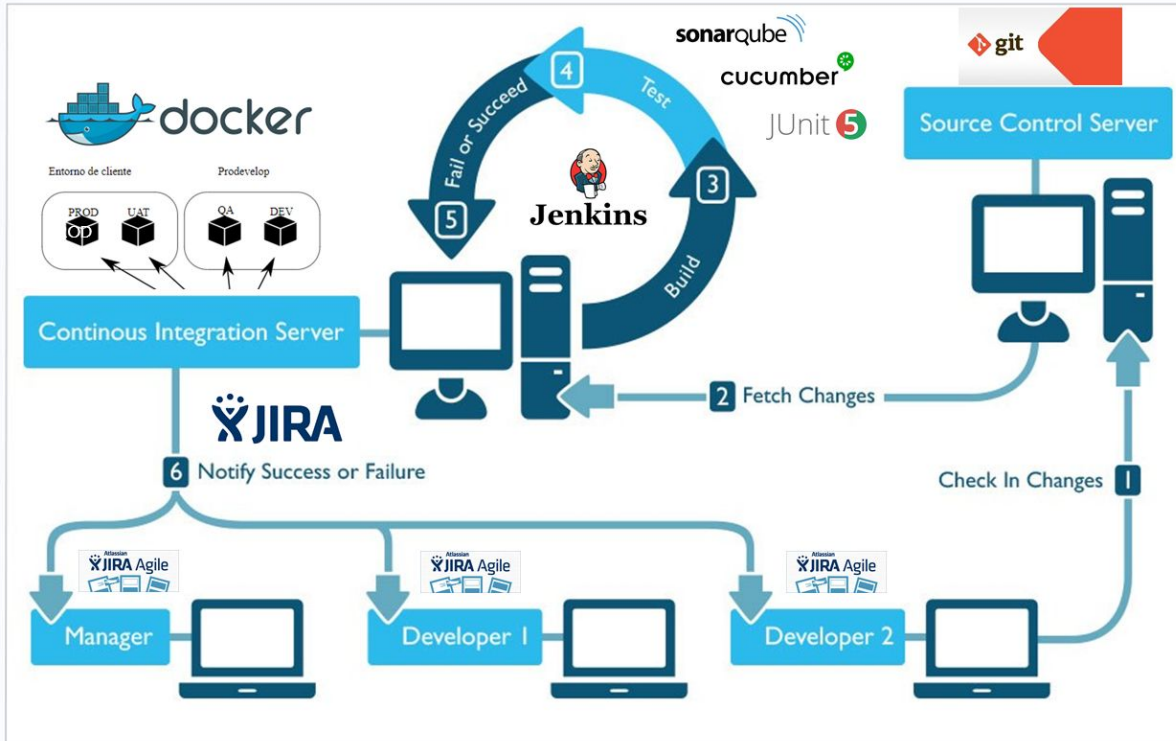 sonarqube
cucumber
JUnit 5
git
Source Control Server
docker
Entorno de cliente
Prodevelop
PROD
UAT
QA
DEV
OD
4
Test
Fail or Succeed
3
5
Jenkins
Build
Continous Integration Server
2 Fetch Changes
JIRA
6 Notify Success or Failure
Check In Changes 1
Atlassian
JIRA Agile
Atlassian
JIRA Agile
Atlassian
JIRA Agile
Manager
Developer 1
Developer 2